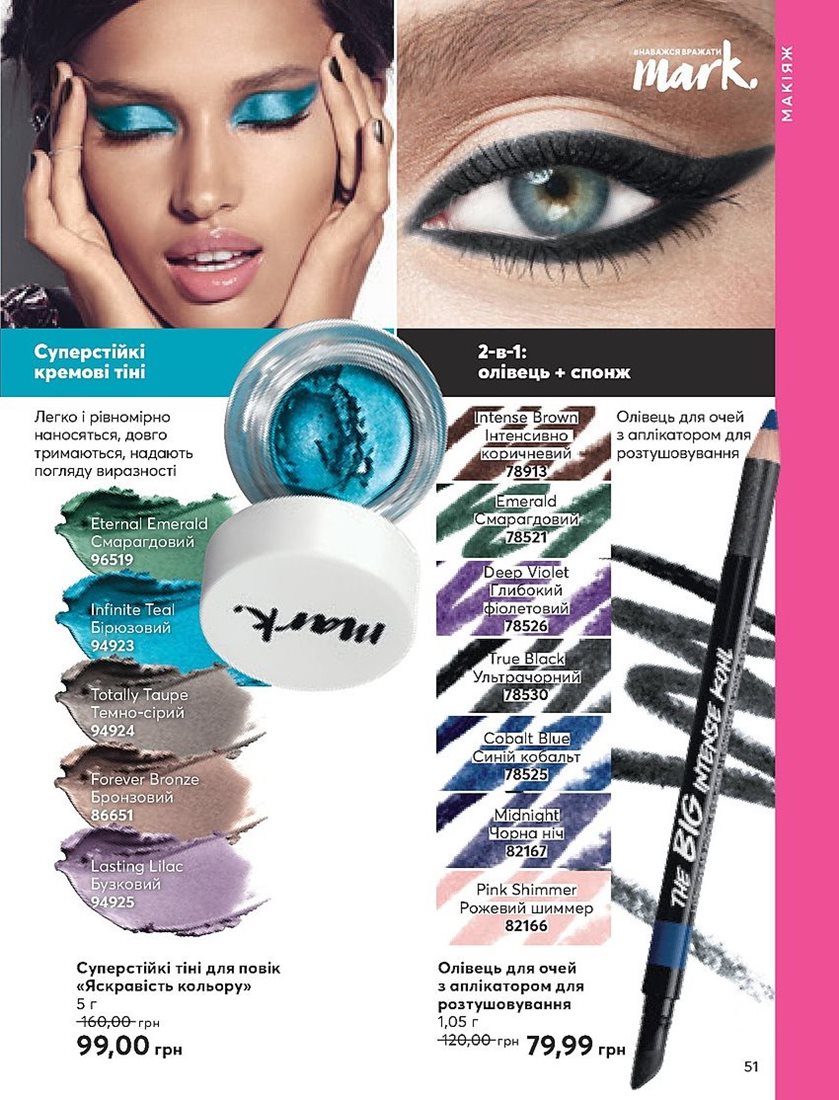 #НАВАЖСЯ ВРАЖАТИ
mark.
МАКІЯЖ
Суперстійкі
кремові тіні
2-в-1:
олівець + спонж
Легко і рівномірно
наносяться, довго
тримаються, надають
погляду виразності
Eternal Emerald
Смарагдовий
96519
Infinite Teal
Бірюзовий
94923
Totally Taupe
Темно-сірий
94924
Forever Bronze
Бронзовий
86651
Lasting Lilac
Бузковий
94925
mark.
Суперстійкі тіні для повік
«Яскравість кольору»
5 г
160,00 грн
99,00 грн
Intense Brown
Інтенсивно
коричневий
78913
Emerald
Смарагдовий
78521
Deep Violet
Глибокий
фіолетовий
78526
True Black
Ультрачорний
78530
Cobalt Blue
Синій кобальт
78525
Midnight
Чорна ніч
82167
Pink Shimmer
Рожевий шиммер
82166
Олівець для очей
з аплікатором для
розтушовування
THE BIG INTENSE KOHL
Олівець для очей
з аплікатором для
розтушовування
1,05 г
120,00 грн 79,99 грн
51